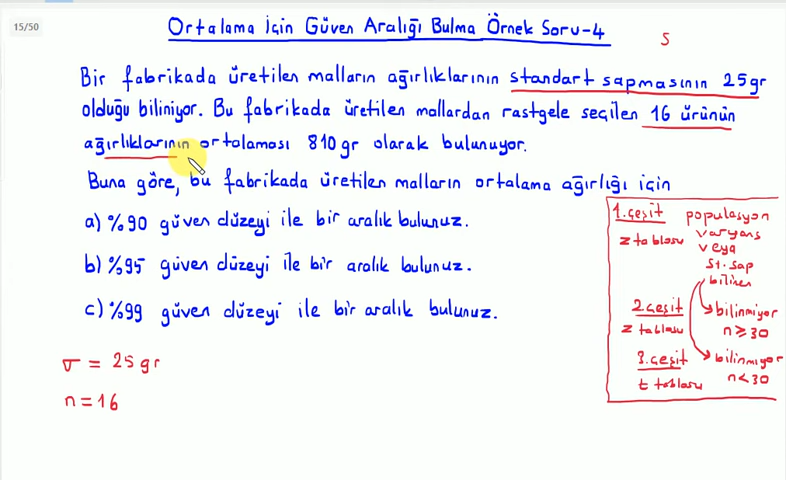 15/50
Ortalama İçin Güven Aralığı Bulma Örnek Soru-4
s
Bir fabrikada üretilen malların ağırlıklarının standart sapmasının 25gr
olduğu biliniyor. Bu fabrikada üretilen mallardan rastgele seçilen 16 ürünün
ağırlıklarının ortalaması 810gr olarak bulunuyor.
Buna göre, bu fabrikada üretilen malların ortalama ağırlığı için
a) %90 güven düzeyi ile bir aralık bulunuz.
b) %95 güven düzeyi ile bir aralık bulunuz.
c) %99 güven düzeyi ile bir aralık bulunuz.
σ = 25gr
n=16
1.çeşit populasyon
z tablosu varyans
veya
st.sap
bilinen
2.çeşit bilinmiyor
z tablosu n≥30
3.çeşit bilinmiyor
t tablosu n<30